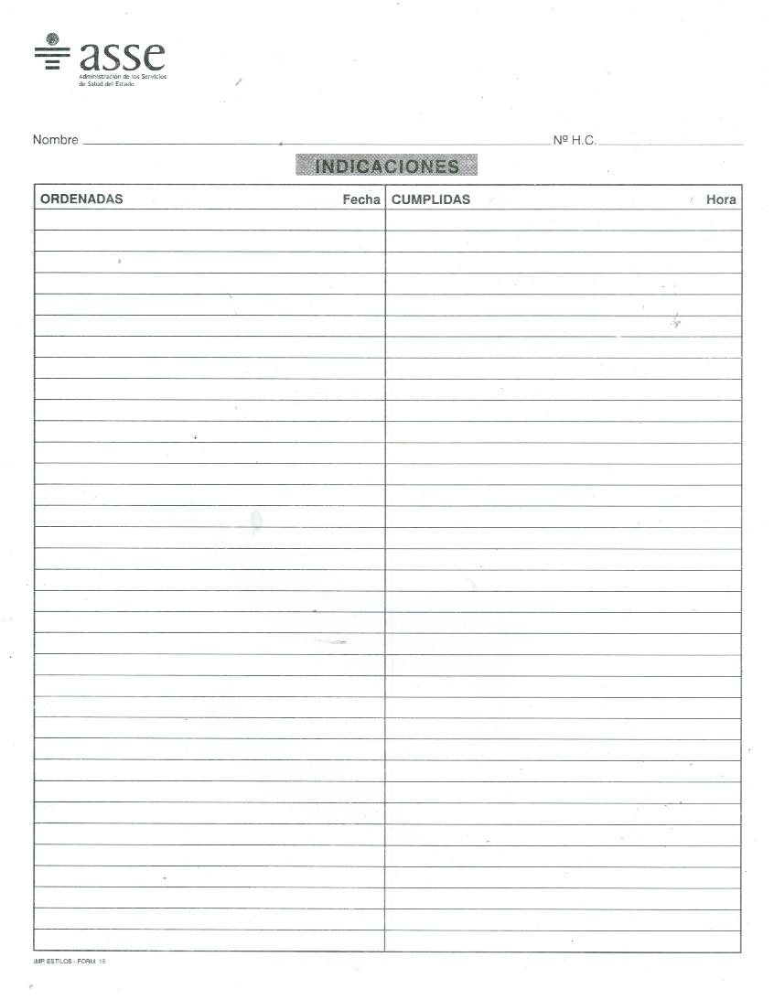 asse
Administración de los Servicios
de Salud del Estado
Nombre Nº H.C.
INDICACIONES
ORDENADAS Fecha CUMPLIDAS Hora
IMP. ESTILOS - FORM. 15